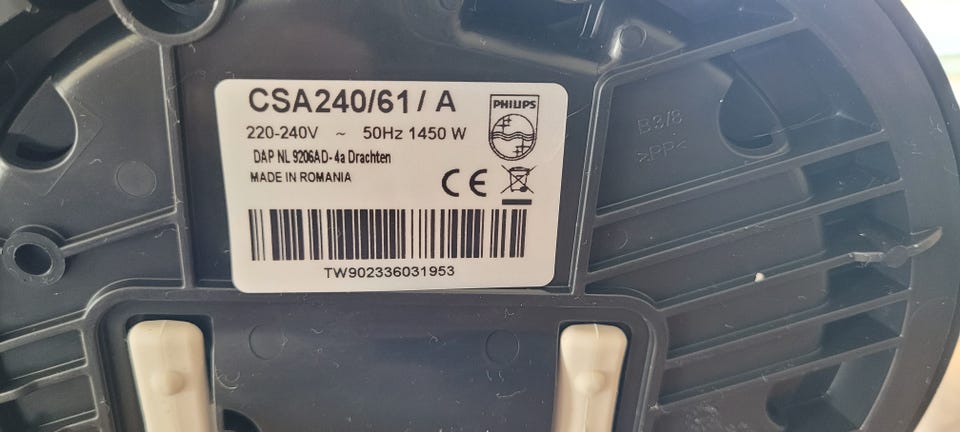 CSA240/61/A
PHILIPS
220-240V ~ 50Hz 1450 W
DAP NL 9206AD-4a Drachten
MADE IN ROMANIA
CE
TW902336031953
B3/8
>PP<